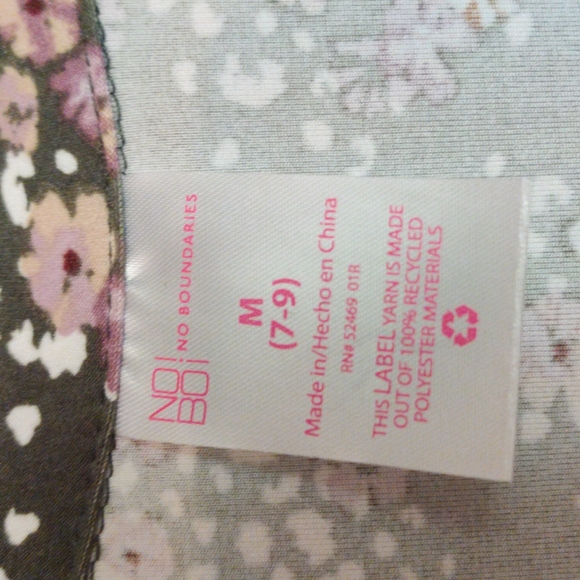 NO!
BO!
NO BOUNDARIES
M
(7-9)
Made in/Hecho en China
RN# 52469 01R
THIS LABEL YARN IS MADE
OUT OF 100% RECYCLED
POLYESTER MATERIALS